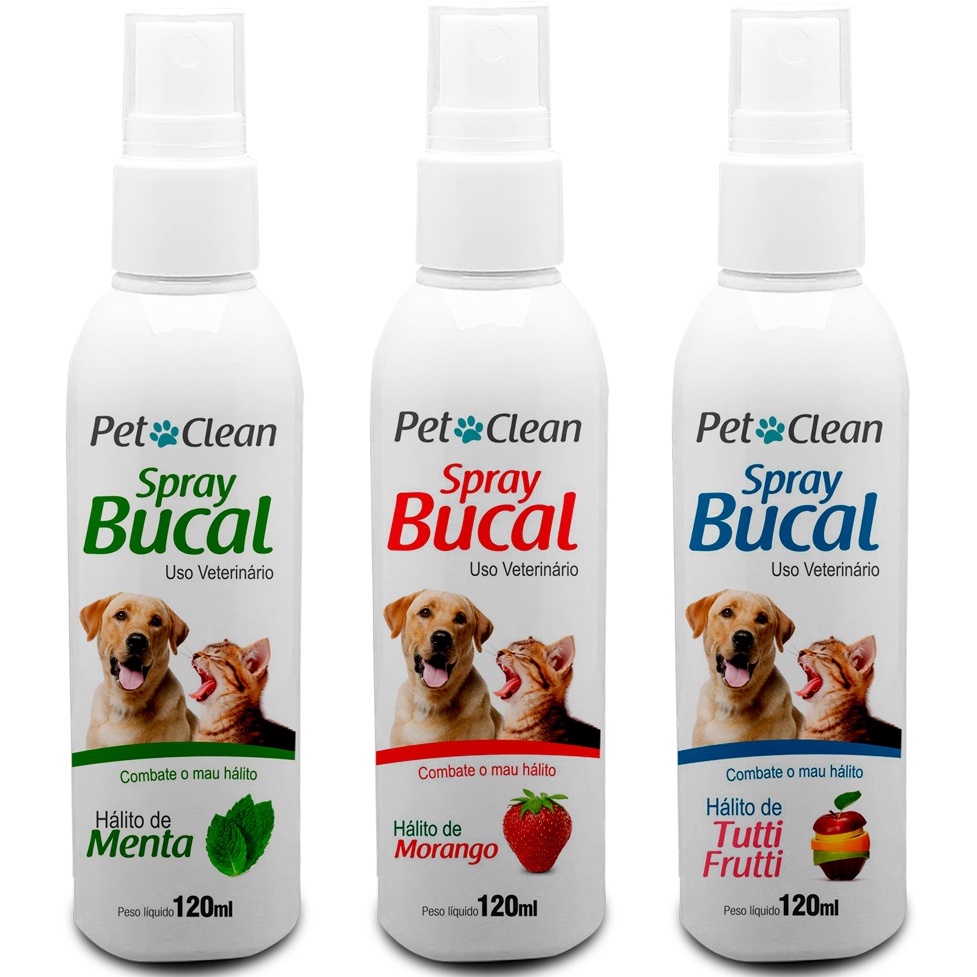 Pet Clean
Spray
Bucal
Uso Veterinário
Combate o mau hálito
Hálito de
Menta
Peso líquido 120ml
Pet Clean
Spray
Bucal
Uso Veterinário
Combate o mau hálito
Hálito de
Morango
Peso líquido 120ml
Pet Clean
Spray
Bucal
Uso Veterinário
Combate o mau hálito
Hálito de
Tutti
Frutti
Peso líquido 120ml